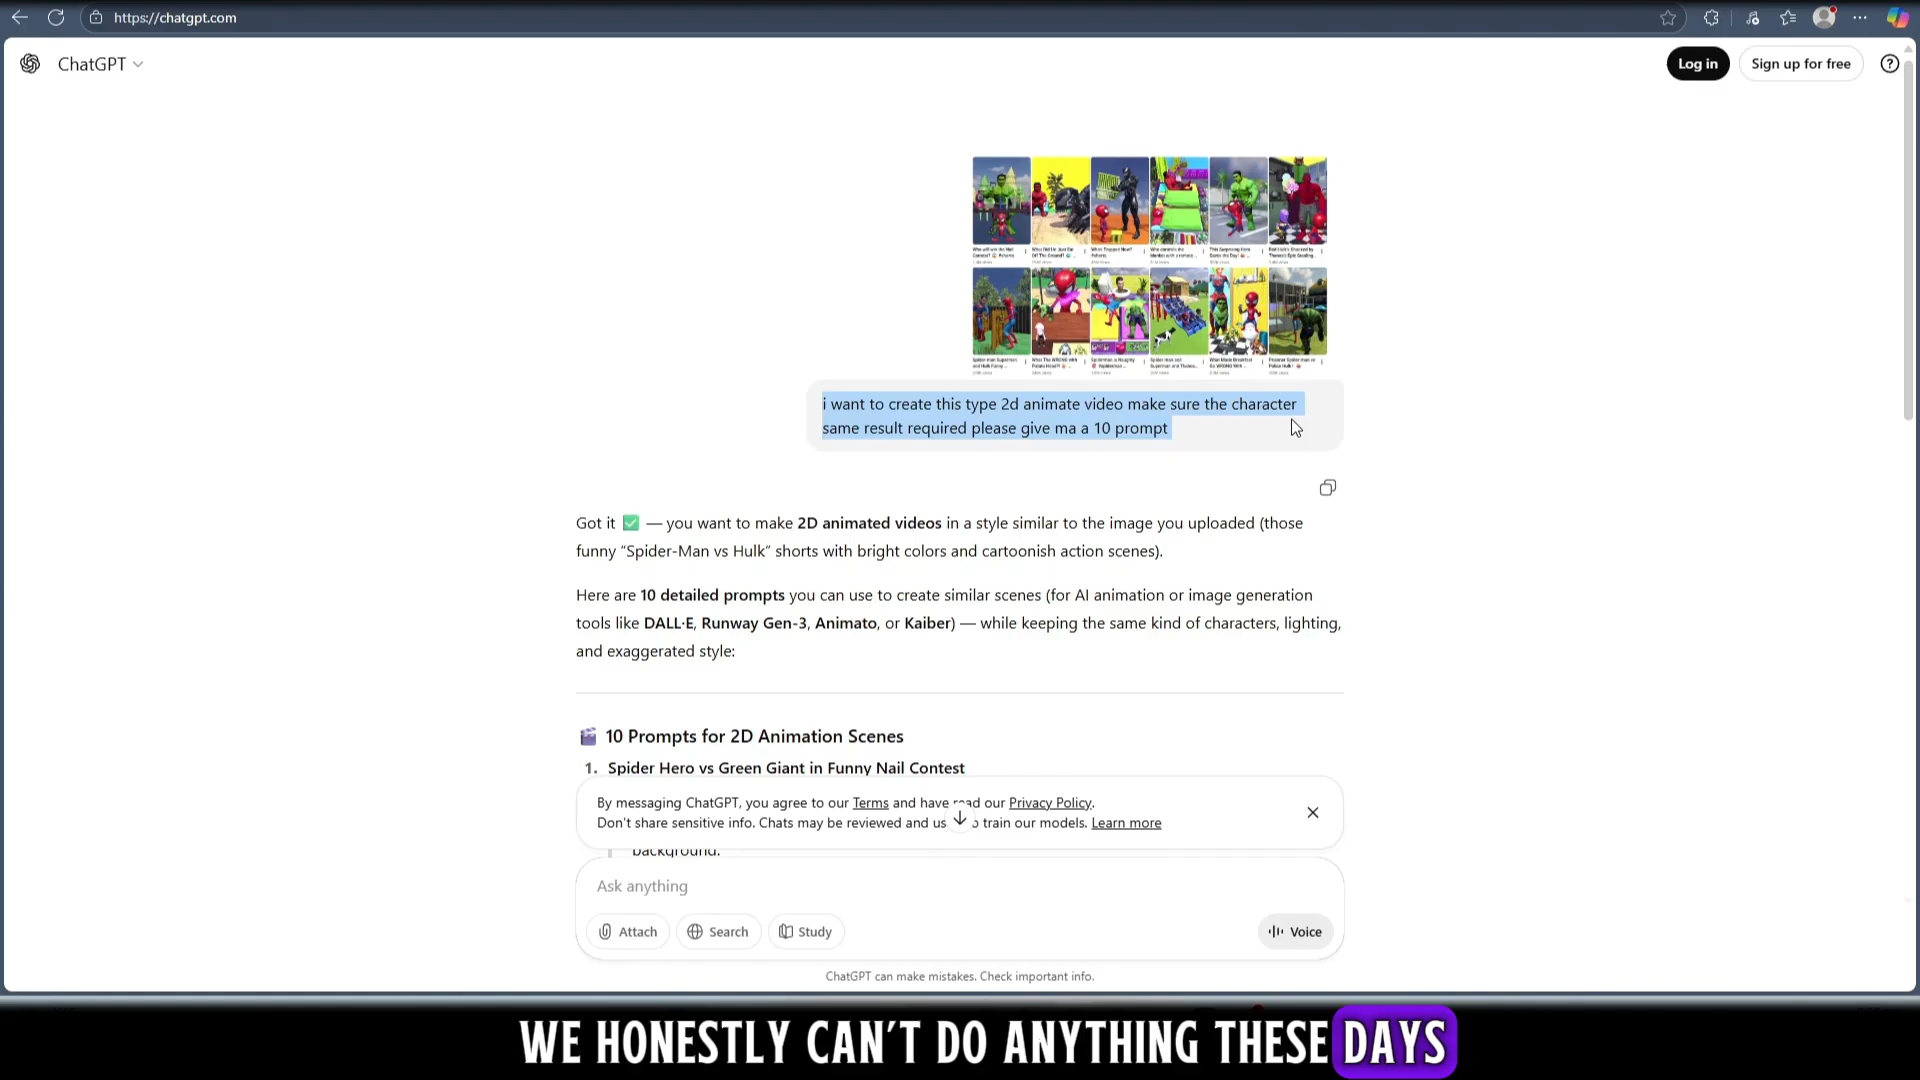 https://chatgpt.com
ChatGPT
Log in
Sign up for free
i want to create this type 2d animate video make sure the character
same result required please give ma a 10 prompt
Got it ✅ — you want to make 2D animated videos in a style similar to the image you uploaded (those
funny “Spider-Man vs Hulk” shorts with bright colors and cartoonish action scenes).
Here are 10 detailed prompts you can use to create similar scenes (for AI animation or image generation
tools like DALL·E, Runway Gen-3, Animato, or Kaiber) — while keeping the same kind of characters, lighting,
and exaggerated style:
🎬 10 Prompts for 2D Animation Scenes
1. Spider Hero vs Green Giant in Funny Nail Contest
By messaging ChatGPT, you agree to our Terms and have read our Privacy Policy.
Don't share sensitive info. Chats may be reviewed and us to train our models. Learn more
background.
Ask anything
Attach
Search
Study
Voice
ChatGPT can make mistakes. Check important info.
WE HONESTLY CAN'T DO ANYTHING THESE DAYS